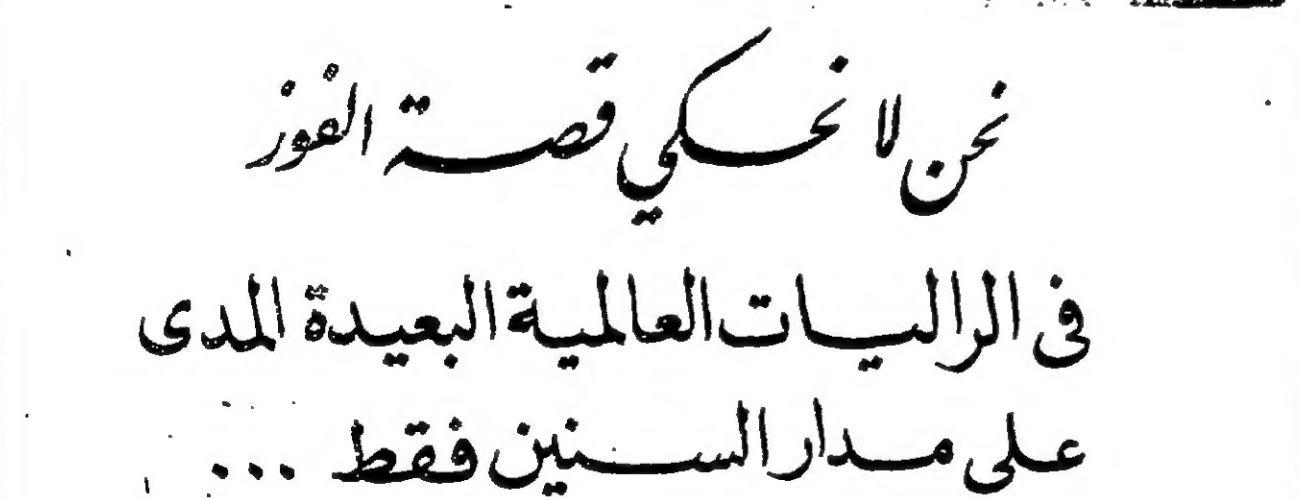 نحن لا نحكي قصة الفوز
فى الراليات العالمية البعيدة المدى
على مدار السنين فقط ...